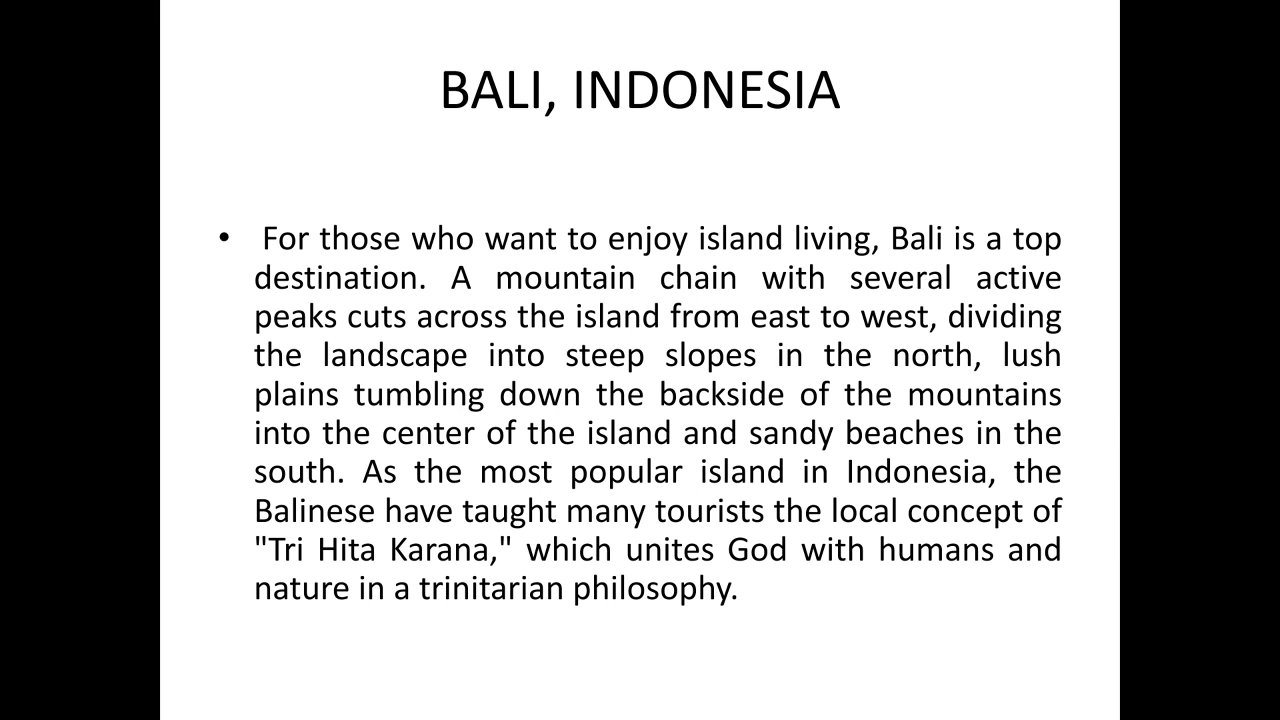 BALI, INDONESIA
• For those who want to enjoy island living, Bali is a top
destination. A mountain chain with several active
peaks cuts across the island from east to west, dividing
the landscape into steep slopes in the north, lush
plains tumbling down the backside of the mountains
into the center of the island and sandy beaches in the
south. As the most popular island in Indonesia, the
Balinese have taught many tourists the local concept of
"Tri Hita Karana," which unites God with humans and
nature in a trinitarian philosophy.